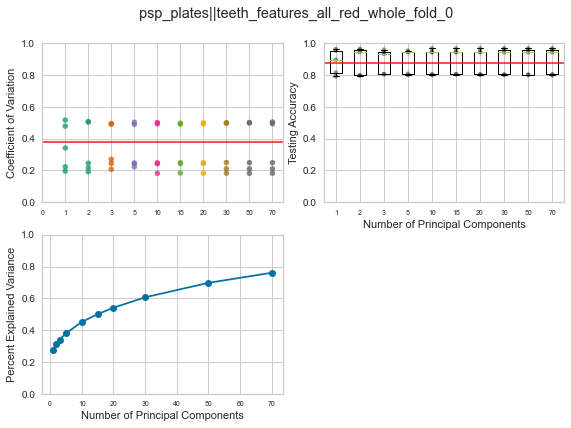 psp_plates||teeth_features_all_red_whole_fold_0
Coefficient of Variation
1.0
0.8
0.6
0.4
0.2
0.0
0 1 2 3 5 10 15 20 30 50 70
Testing Accuracy
1.0
0.8
0.6
0.4
0.2
0.0
1 2 3 5 10 15 20 30 50 70
Number of Principal Components
Percent Explained Variance
1.0
0.8
0.6
0.4
0.2
0.0
0 10 20 30 40 50 60 70
Number of Principal Components